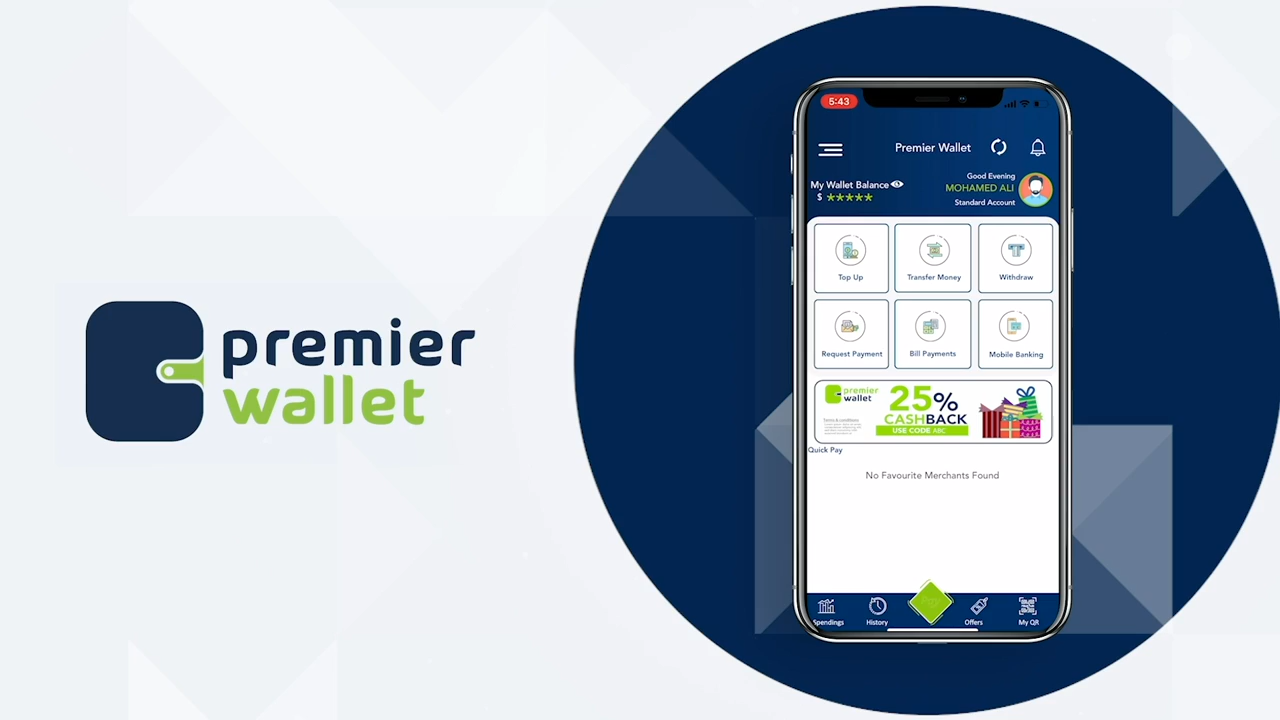 premier
wallet
5:43
Premier Wallet
My Wallet Balance
$ *****
Good Evening
MOHAMED ALI
Standard Account
Top Up
Transfer Money
Withdraw
Request Payment
Bill Payments
Mobile Banking
premier
wallet
Terms & conditions
25%
CASHBACK
USE CODE ABC
Quick Pay
No Favourite Merchants Found
Spendings
History
Offers
My QR